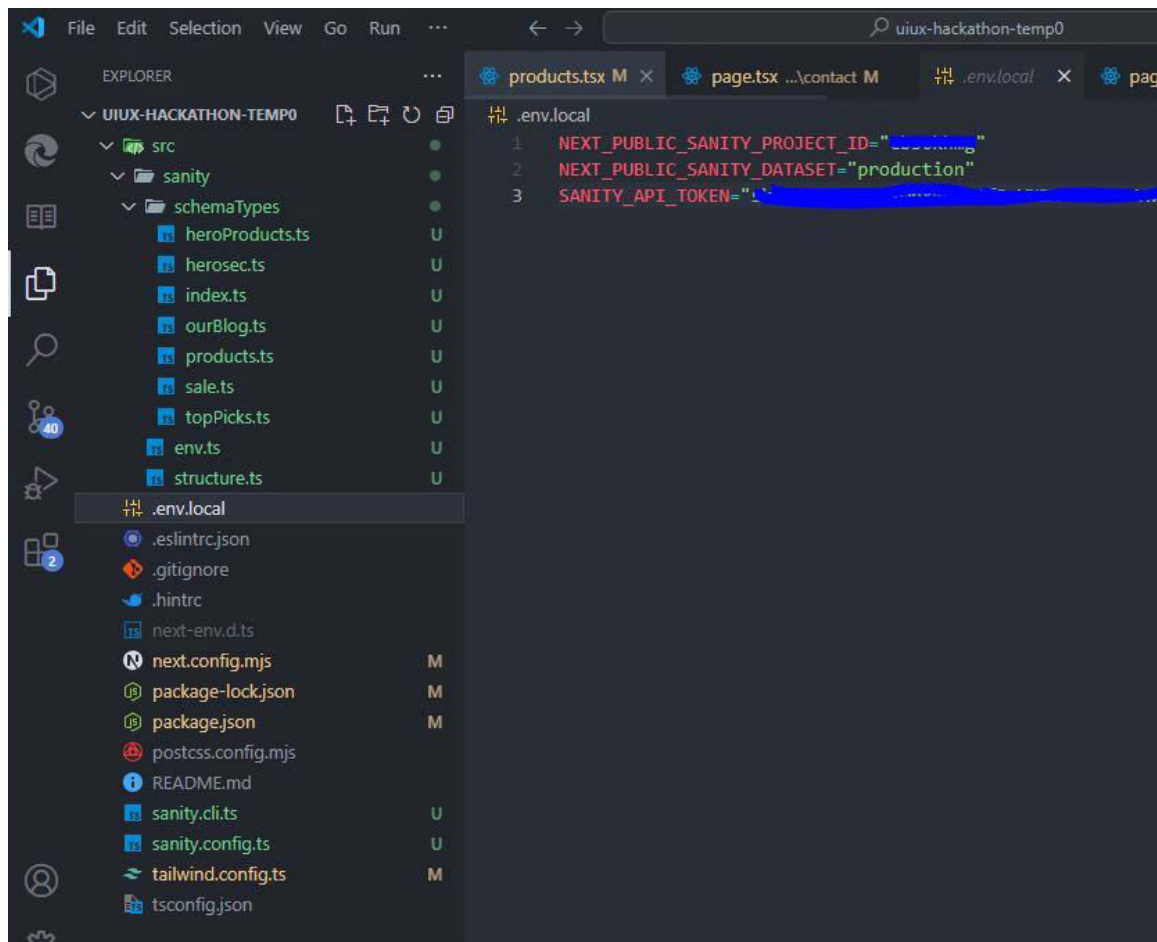 File Edit Selection View Go Run ... uiux-hackathon-temp0
EXPLORER ...
products.tsx M
page.tsx ...\contact M
.env.local
pag
UIUX-HACKATHON-TEMP0
src
sanity
schemaTypes
heroProducts.ts U
herosec.ts U
index.ts U
ourBlog.ts U
products.ts U
sale.ts U
topPicks.ts U
env.ts U
structure.ts U
.env.local
.eslintrc.json
.gitignore
.hintrc
next-env.d.ts
next.config.mjs M
package-lock.json M
package.json M
postcss.config.mjs
README.md
sanity.cli.ts U
sanity.config.ts U
tailwind.config.ts M
tsconfig.json
40
2
.env.local
1 NEXT_PUBLIC_SANITY_PROJECT_ID="
2 NEXT_PUBLIC_SANITY_DATASET="production"
3 SANITY_API_TOKEN="